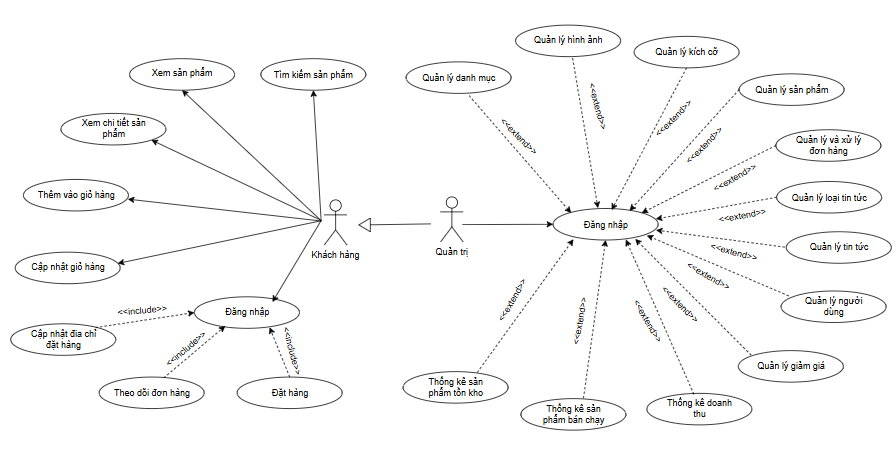 Quản lý hình ảnh
Quản lý kích cỡ
Xem sản phẩm
Tìm kiếm sản phẩm
Quản lý danh mục
Quản lý sản phẩm
<<extend>>
<<extend>>
<<extend>>
<<extend>>
Xem chi tiết sản
phẩm
Quản lý và xử lý
đơn hàng
<<extend>>
Thêm vào giỏ hàng
Quản lý loại tin tức
<<extend>>
Đăng nhập
Khách hàng
Quản trị
Quản lý tin tức
<<extend>>
Cập nhật giỏ hàng
<<extend>>
Quản lý người
dùng
<<include>>
Đăng nhập
<<extend>>
<<extend>>
<<extend>>
<<extend>>
Cập nhật địa chỉ
đặt hàng
<<include>>
<<include>>
Quản lý giảm giá
Theo dõi đơn hàng
Đặt hàng
Thống kê sản
phẩm tồn kho
Thống kê sản
phẩm bán chạy
Thống kê doanh
thu